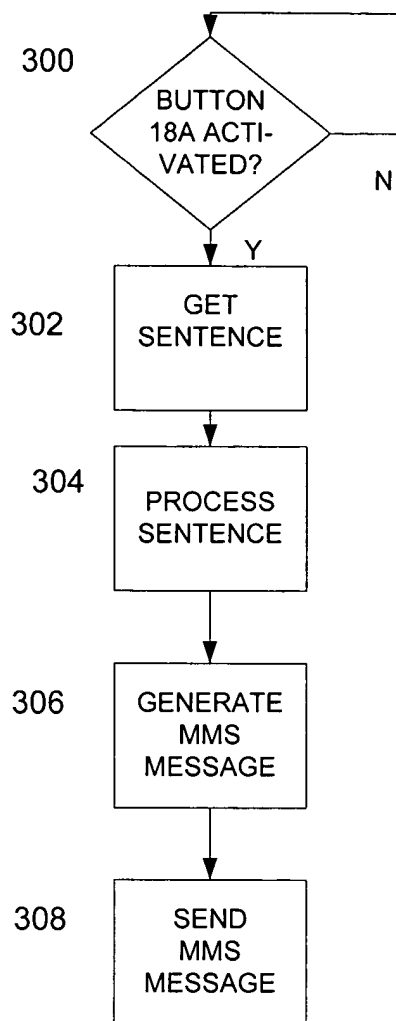 300
BUTTON
18A ACTI-
VATED?
N
Y
302
GET
SENTENCE
304
PROCESS
SENTENCE
306
GENERATE
MMS
MESSAGE
308
SEND
MMS
MESSAGE